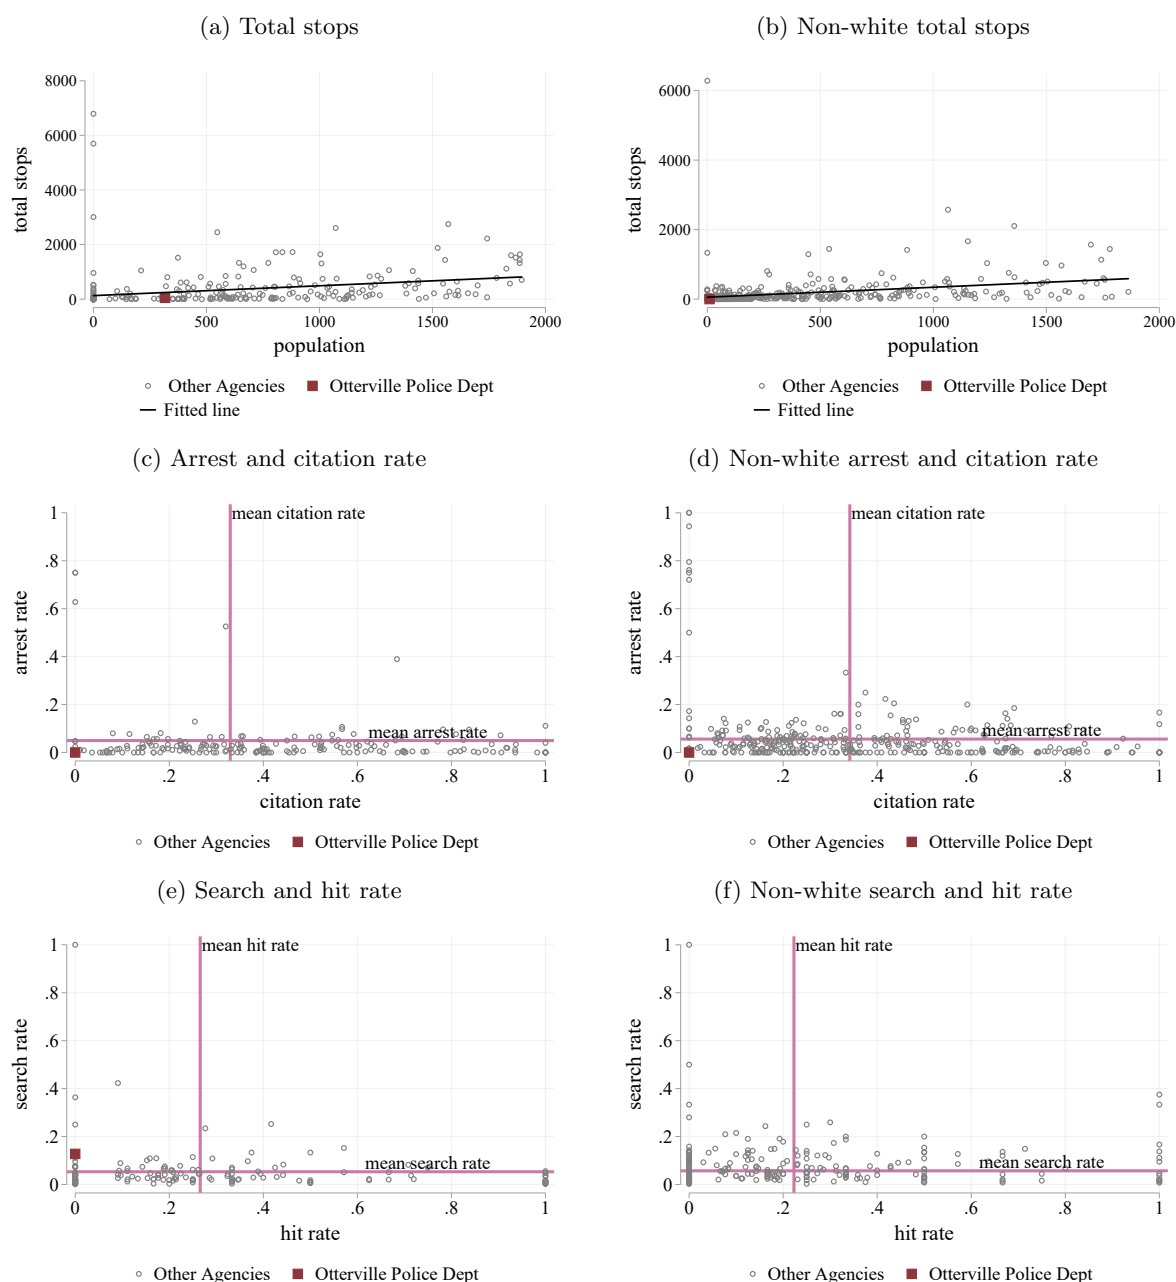 (a) Total stops
(b) Non-white total stops
8000
6000
4000
2000
0
total stops
0 500 1000 1500 2000
population
6000
4000
2000
0
total stops
0 500 1000 1500 2000
population
Other Agencies Otterville Police Dept
Fitted line
Other Agencies Otterville Police Dept
Fitted line
(c) Arrest and citation rate
(d) Non-white arrest and citation rate
1
.8
.6
.4
.2
0
arrest rate
mean citation rate
mean arrest rate
0 .2 .4 .6 .8 1
citation rate
1
.8
.6
.4
.2
0
arrest rate
mean citation rate
mean arrest rate
0 .2 .4 .6 .8 1
citation rate
Other Agencies Otterville Police Dept
Other Agencies Otterville Police Dept
(e) Search and hit rate
(f) Non-white search and hit rate
1
.8
.6
.4
.2
0
search rate
mean hit rate
mean search rate
0 .2 .4 .6 .8 1
hit rate
1
.8
.6
.4
.2
0
search rate
mean hit rate
mean search rate
0 .2 .4 .6 .8 1
hit rate
Other Agencies Otterville Police Dept
Other Agencies Otterville Police Dept